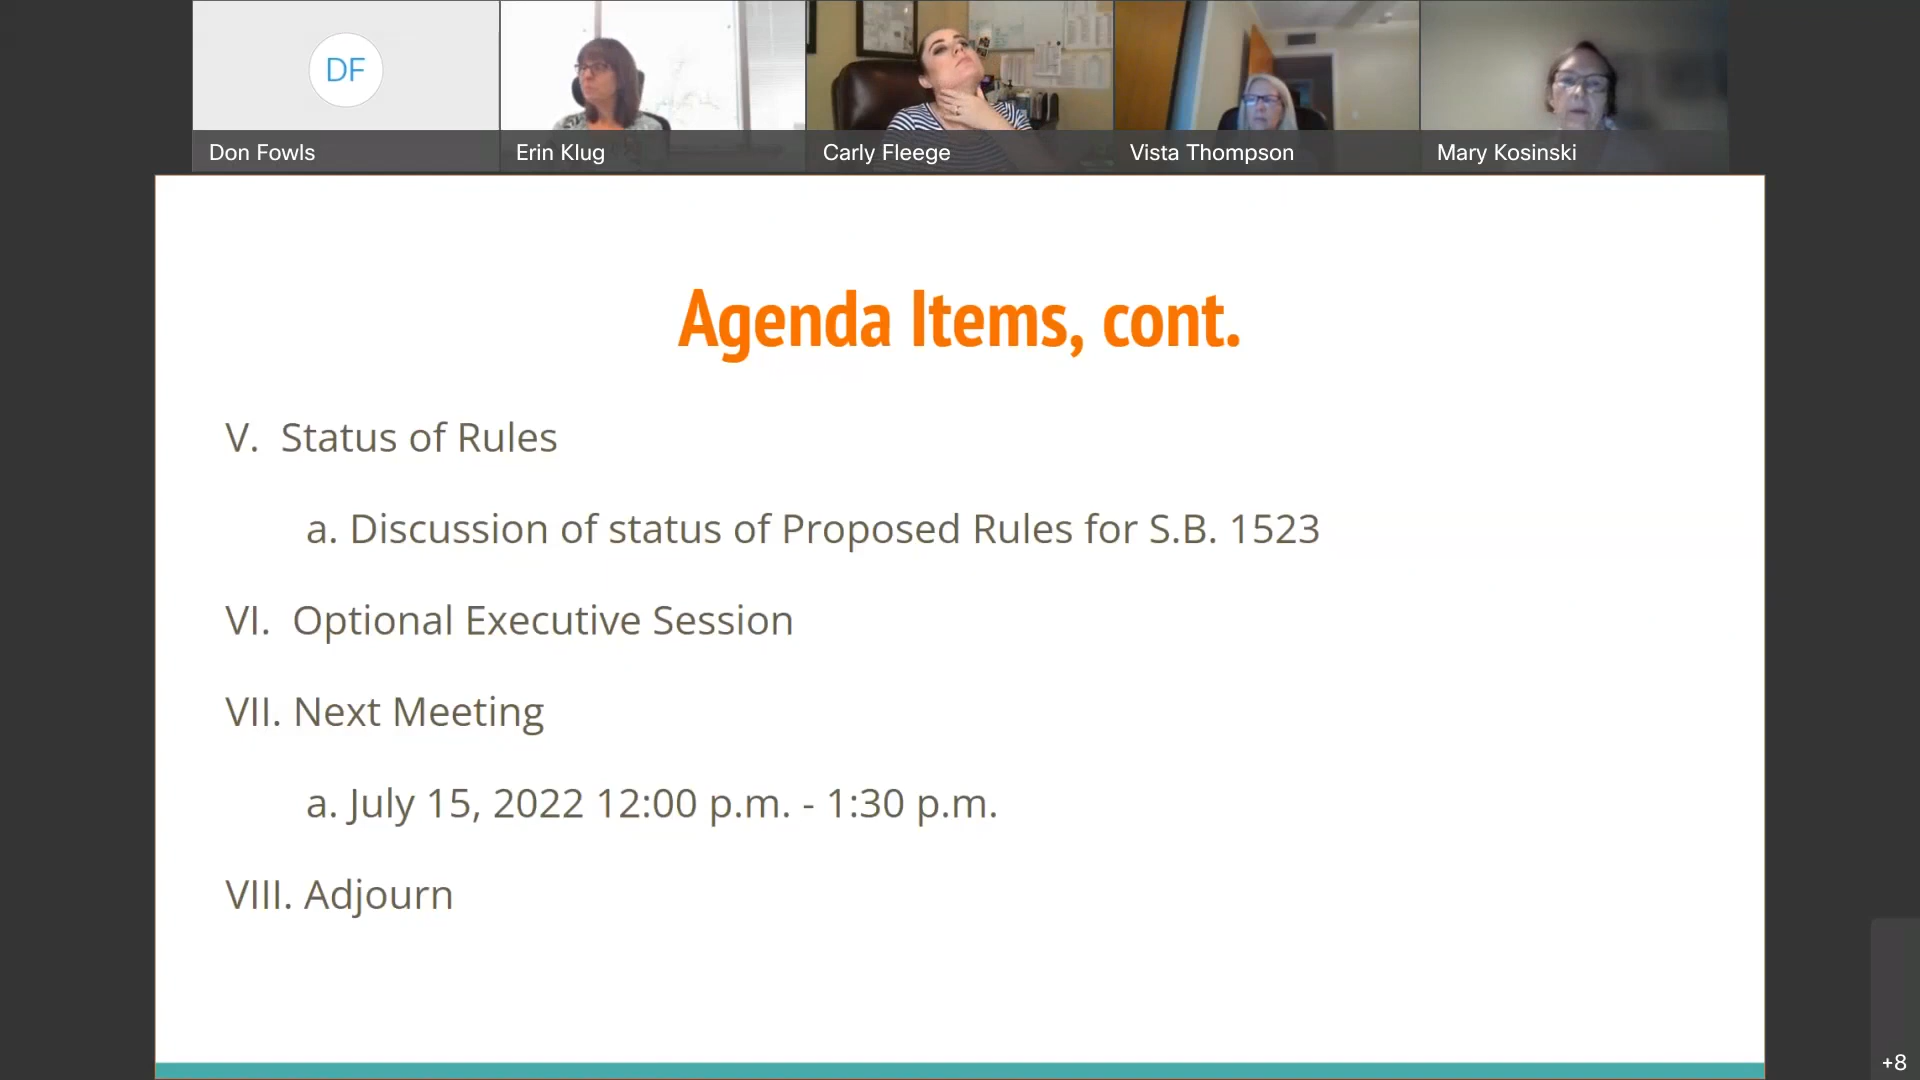 DF
Don Fowls
Erin Klug
Carly Fleege
Vista Thompson
Mary Kosinski
Agenda Items, cont.
V. Status of Rules
a. Discussion of status of Proposed Rules for S.B. 1523
VI. Optional Executive Session
VII. Next Meeting
a. July 15, 2022 12:00 p.m. - 1:30 p.m.
VIII. Adjourn
+8